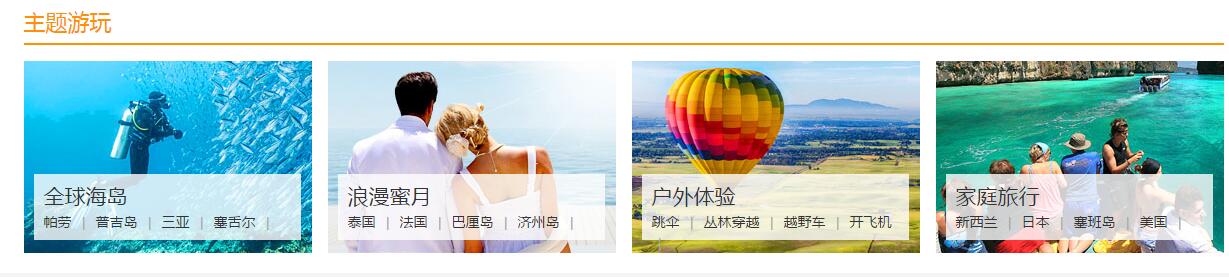 主题游玩
全球海岛
帕劳 | 普吉岛 | 三亚 | 塞舌尔 |
浪漫蜜月
泰国 | 法国 | 巴厘岛 | 济州岛 |
户外体验
跳伞 | 丛林穿越 | 越野车 | 开飞机
家庭旅行
新西兰 | 日本 | 塞班岛 | 美国 |